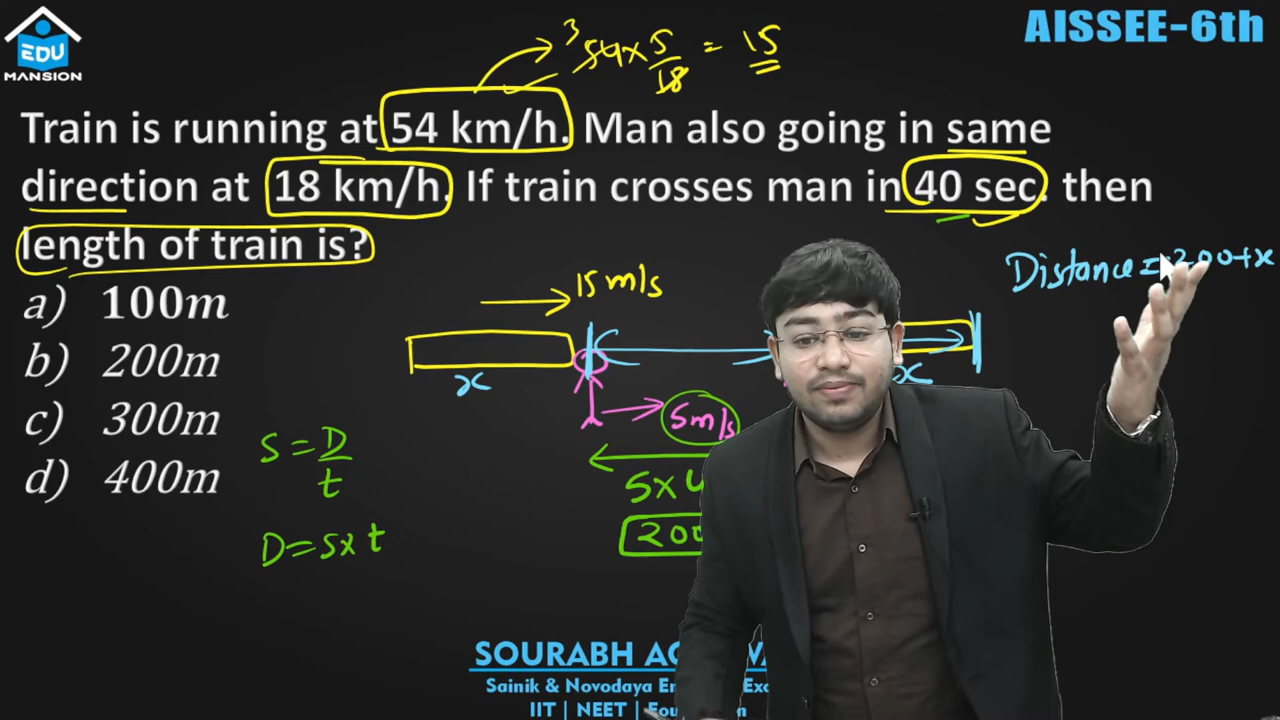 EDU
MANSION
AISSEE-6th
3
54 x 5/18 = 15
Train is running at 54 km/h. Man also going in same
direction at 18 km/h. If train crosses man in 40 sec. then
length of train is?
Distance = 200+x
a) 100m
b) 200m
c) 300m
d) 400m
15 m/s
x
x
5m/s
S = D/t
D = S x t
5 x
SOURABH
Sainik & Novodaya
IIT | NEET |